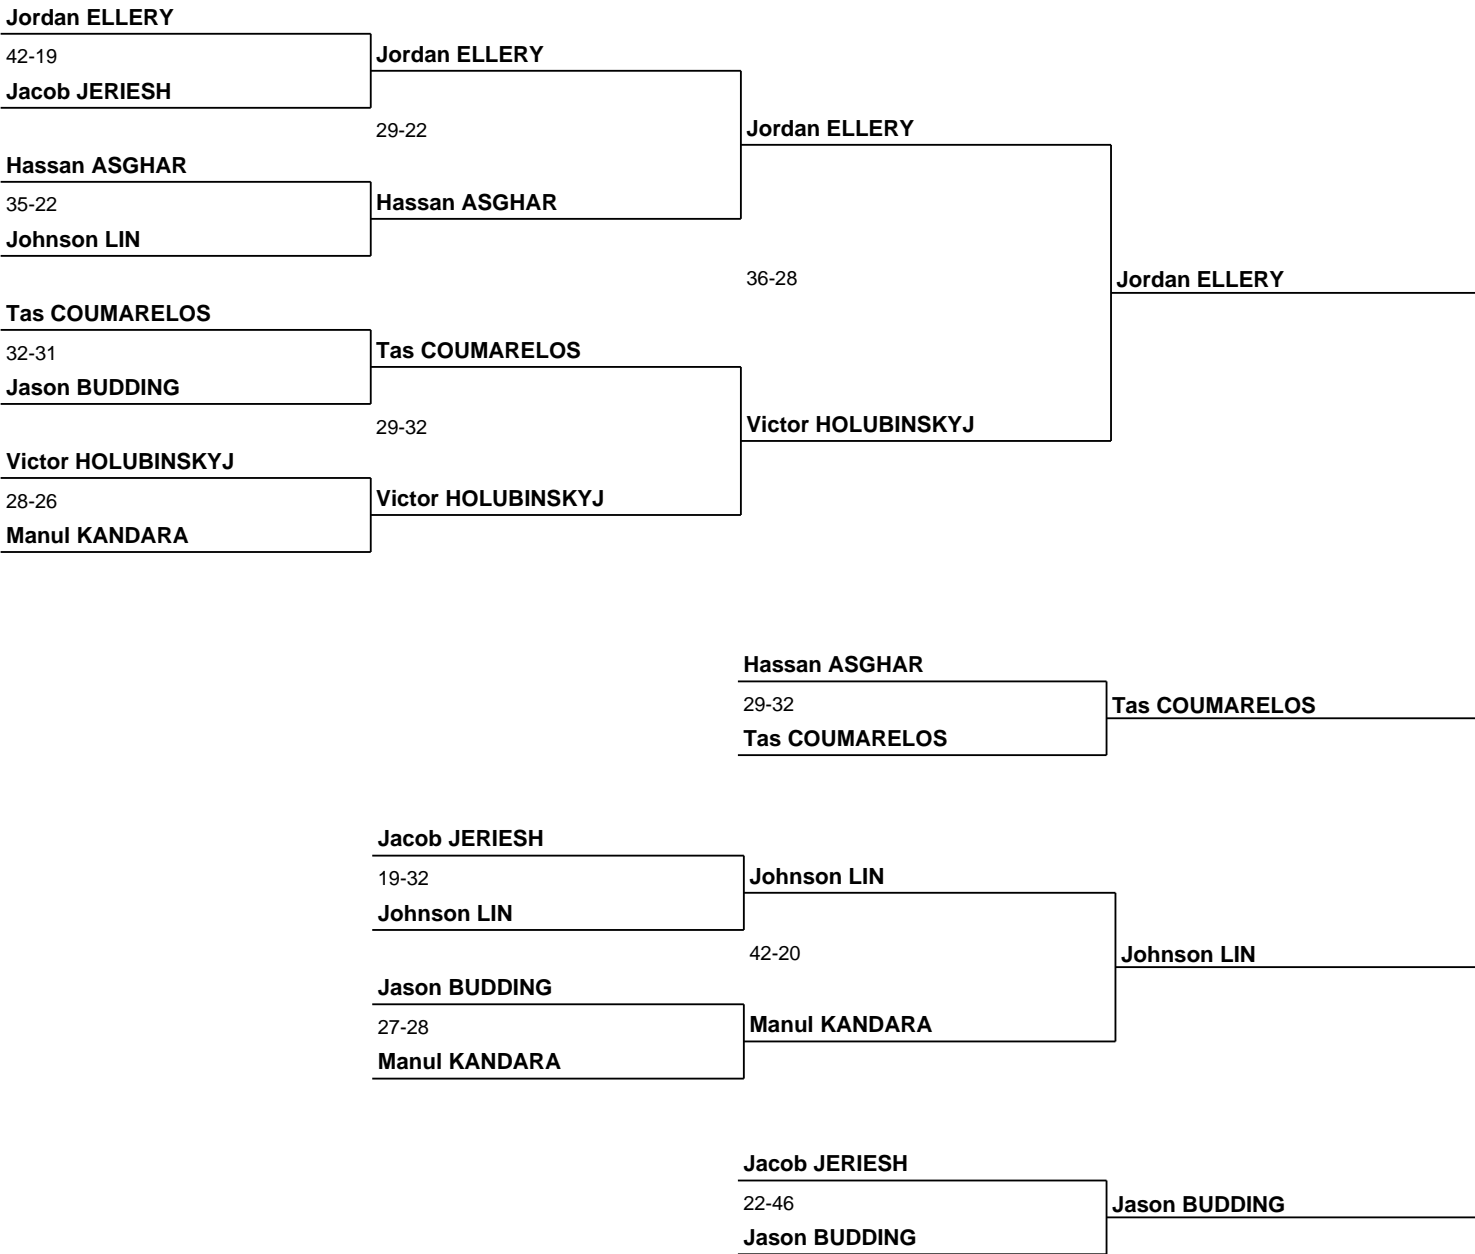 Jordan ELLERY
42-19
Jordan ELLERY
Jacob JERIESH
29-22
Jordan ELLERY
Hassan ASGHAR
35-22
Hassan ASGHAR
Johnson LIN
36-28
Jordan ELLERY
Tas COUMARELOS
32-31
Tas COUMARELOS
Jason BUDDING
29-32
Victor HOLUBINSKYJ
Victor HOLUBINSKYJ
28-26
Victor HOLUBINSKYJ
Manul KANDARA
Hassan ASGHAR
29-32
Tas COUMARELOS
Tas COUMARELOS
Jacob JERIESH
19-32
Johnson LIN
Johnson LIN
42-20
Johnson LIN
Jason BUDDING
27-28
Manul KANDARA
Manul KANDARA
Jacob JERIESH
22-46
Jason BUDDING
Jason BUDDING